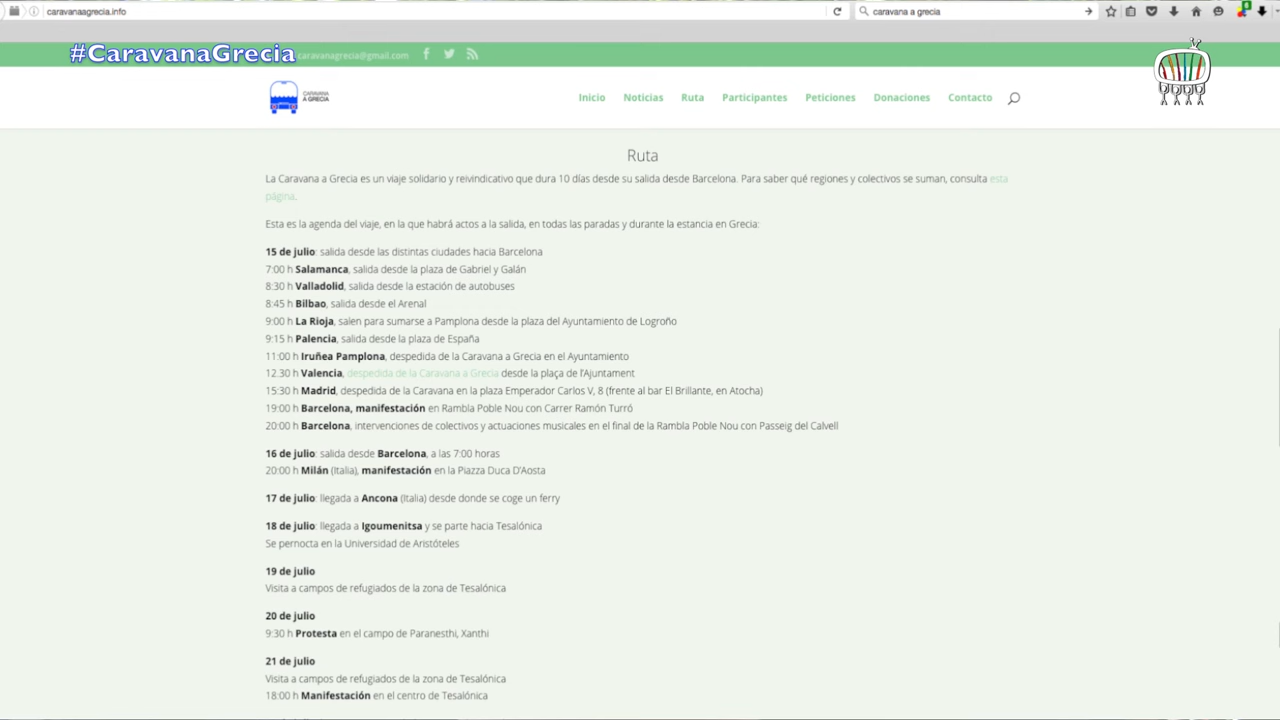 caravanaagrecia.info
caravana a grecia
#CaravanaGrecia
caravanagrecia@gmail.com
CARAVANA
A GRECIA
Inicio Noticias Ruta Participantes Peticiones Donaciones Contacto
Ruta
La Caravana a Grecia es un viaje solidario y reivindicativo que dura 10 días desde su salida desde Barcelona. Para saber qué regiones y colectivos se suman, consulta esta
página.
Esta es la agenda del viaje, en la que habrá actos a la salida, en todas las paradas y durante la estancia en Grecia:
15 de julio: salida desde las distintas ciudades hacia Barcelona
7:00 h Salamanca, salida desde la plaza de Gabriel y Galán
8:30 h Valladolid, salida desde la estación de autobuses
8:45 h Bilbao, salida desde el Arenal
9:00 h La Rioja, salen para sumarse a Pamplona desde la plaza del Ayuntamiento de Logroño
9:15 h Palencia, salida desde la plaza de España
11:00 h Iruñea Pamplona, despedida de la Caravana a Grecia en el Ayuntamiento
12.30 h Valencia, despedida de la Caravana a Grecia desde la plaça de l'Ajuntament
15:30 h Madrid, despedida de la Caravana en la plaza Emperador Carlos V, 8 (frente al bar El Brillante, en Atocha)
19:00 h Barcelona, manifestación en Rambla Poble Nou con Carrer Ramón Turró
20:00 h Barcelona, intervenciones de colectivos y actuaciones musicales en el final de la Rambla Poble Nou con Passeig del Calvell
16 de julio: salida desde Barcelona, a las 7:00 horas
20:00 h Milán (Italia), manifestación en la Piazza Duca D'Aosta
17 de julio: llegada a Ancona (Italia) desde donde se coge un ferry
18 de julio: llegada a Igoumenitsa y se parte hacia Tesalónica
Se pernocta en la Universidad de Aristóteles
19 de julio
Visita a campos de refugiados de la zona de Tesalónica
20 de julio
9:30 h Protesta en el campo de Paranesthi, Xanthi
21 de julio
Visita a campos de refugiados de la zona de Tesalónica
18:00 h Manifestación en el centro de Tesalónica